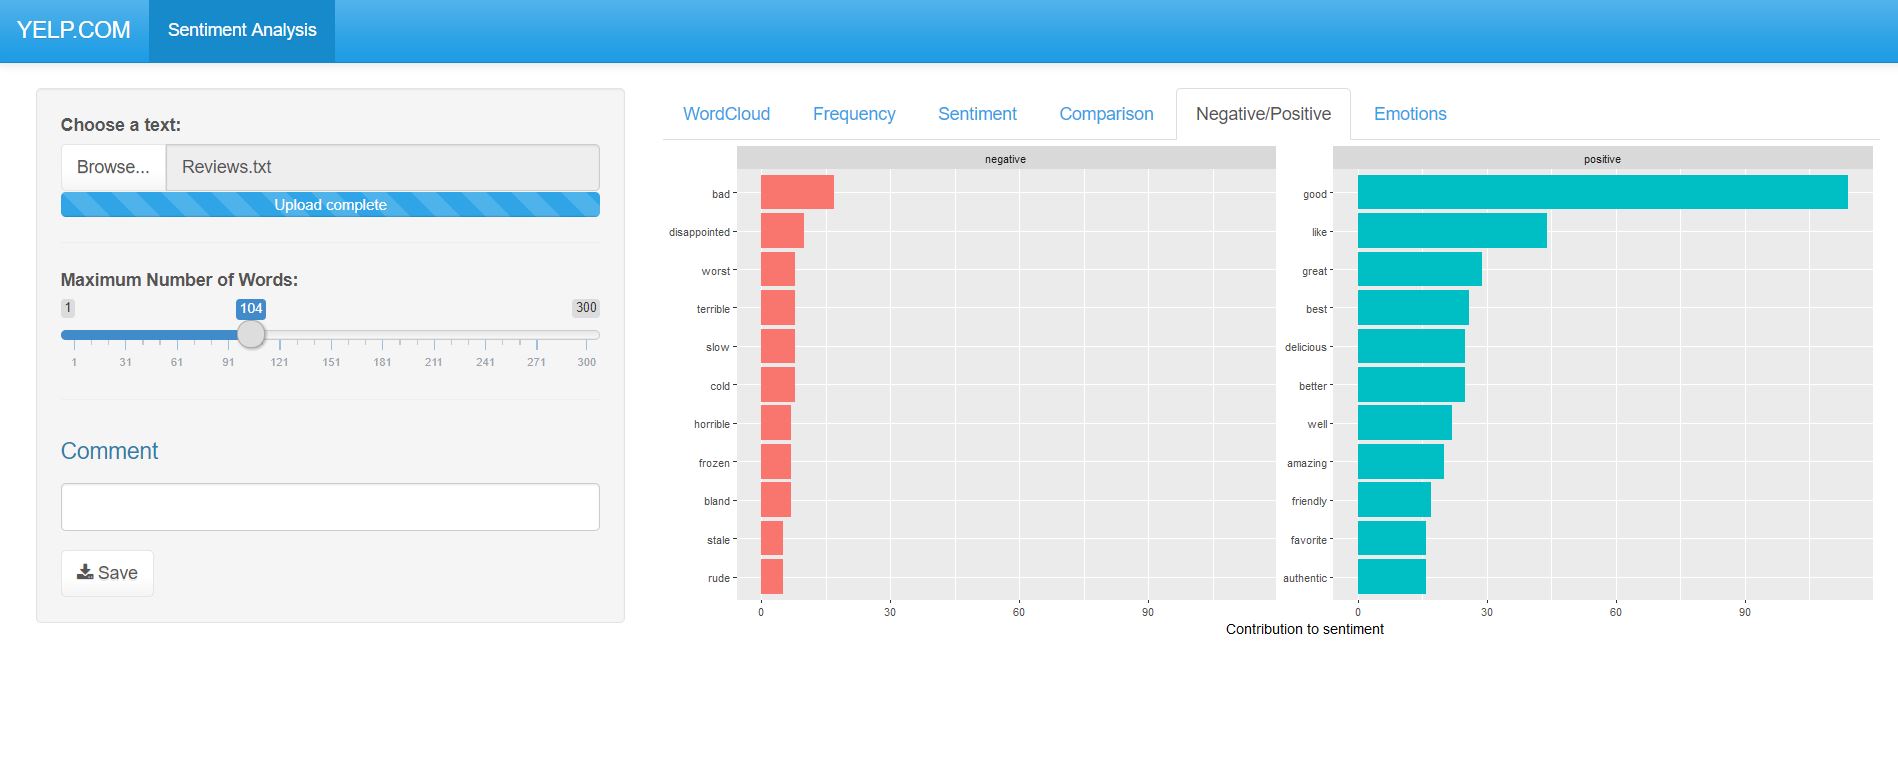 YELP.COM Sentiment Analysis
Choose a text:
Browse... Reviews.txt
Upload complete
Maximum Number of Words:
1 104 300
1 31 61 91 121 151 181 211 241 271 300
Comment
Save
WordCloud Frequency Sentiment Comparison Negative/Positive Emotions
negative
bad
disappointed
worst
terrible
slow
cold
horrible
frozen
bland
stale
rude
0 30 60 90
positive
good
like
great
best
delicious
better
well
amazing
friendly
favorite
authentic
0 30 60 90
Contribution to sentiment